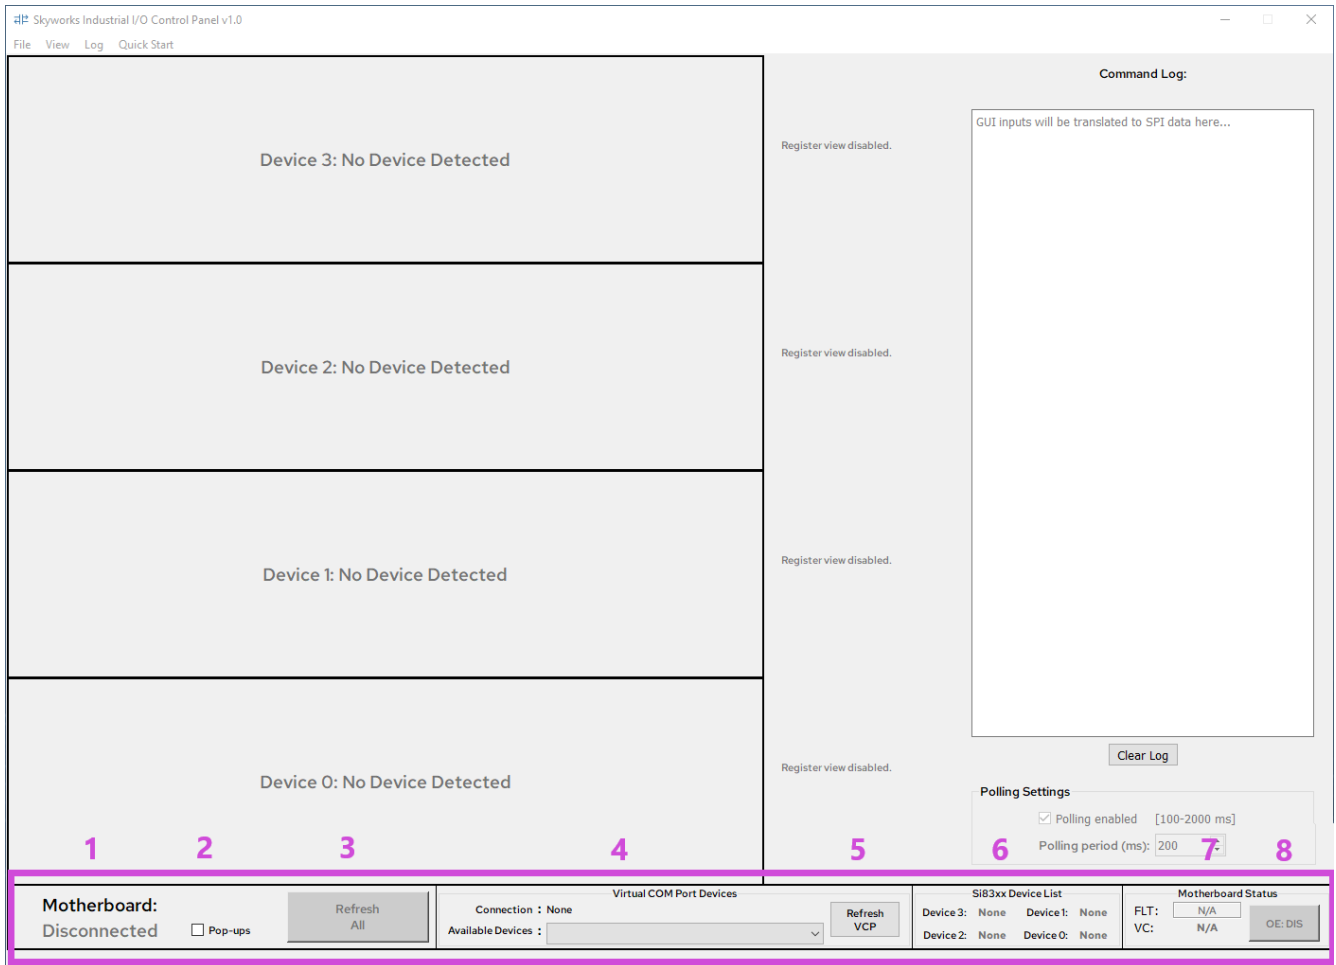 Skyworks Industrial I/O Control Panel v1.0
File View Log Quick Start
Command Log:
GUI inputs will be translated to SPI data here...
Device 3: No Device Detected
Register view disabled.
Device 2: No Device Detected
Register view disabled.
Device 1: No Device Detected
Register view disabled.
Clear Log
Device 0: No Device Detected
Register view disabled.
Polling Settings
Polling enabled [100-2000 ms]
Polling period (ms): 200
1 2 3 4 5 6 7 8
Motherboard:
Disconnected
Pop-ups
Refresh
All
Virtual COM Port Devices
Connection : None
Available Devices :
Refresh
VCP
Si83xx Device List
Device 3: None Device 1: None
Device 2: None Device 0: None
Motherboard Status
FLT: N/A
VC: N/A
OE: DIS